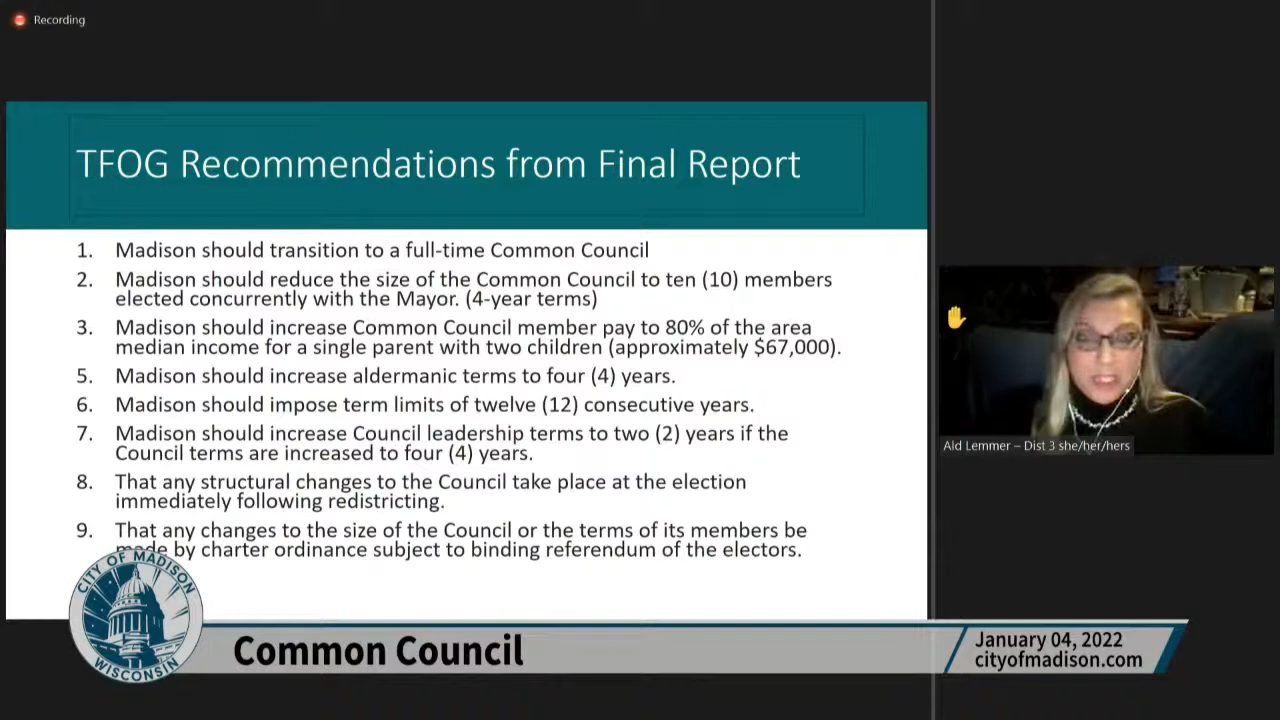 Recording
TFOG Recommendations from Final Report
1. Madison should transition to a full-time Common Council
2. Madison should reduce the size of the Common Council to ten (10) members
elected concurrently with the Mayor. (4-year terms)
3. Madison should increase Common Council member pay to 80% of the area
median income for a single parent with two children (approximately $67,000).
5. Madison should increase aldermanic terms to four (4) years.
6. Madison should impose term limits of twelve (12) consecutive years.
7. Madison should increase Council leadership terms to two (2) years if the
Council terms are increased to four (4) years.
8. That any structural changes to the Council take place at the election
immediately following redistricting.
9. That any changes to the size of the Council or the terms of its members be
made by charter ordinance subject to binding referendum of the electors.
Ald Lemmer – Dist 3 she/her/hers
CITY OF MADISON
WISCONSIN
Common Council
January 04, 2022
cityofmadison.com